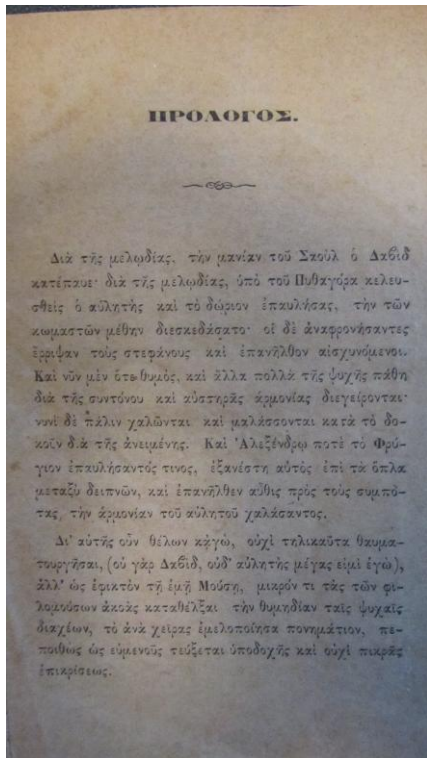 ΠΡΟΛΟΓΟΣ.
Διὰ τῆς μελῳδίας, τὴν μανίαν τοῦ Σαοὺλ ὁ Δαβὶδ
κατέπαυε· διὰ τῆς μελῳδίας, ὑπὸ τοῦ Πυθαγόρα κελευ-
σθεὶς ὁ αὐλητὴς καὶ τὸ δώριον ἐπαυλήσας, τὴν τῶν
κωμαστῶν μέθην διεσκεδάσατο· οἱ δὲ ἀναφρονήσαντες
ἔρριψαν τοὺς στεφάνους καὶ ἐπανῆλθον αἰσχυνόμενοι.
Καὶ νῦν μὲν ὅτε θυμὸς, καὶ ἄλλα πολλὰ τῆς ψυχῆς πάθη
διὰ τῆς συντόνου καὶ αὐστηρᾶς ἁρμονίας διεγείρονται·
νυνὶ δὲ πάλιν χαλῶνται καὶ μαλάσσονται κατὰ τὸ δο-
κοῦν διὰ τῆς ἀνειμένης. Καὶ Ἀλεξάνδρῳ ποτὲ τὸ Φρύ-
γιον ἐπαυλήσαντός τινος, ἐξανέστη αὐτὸς ἐπὶ τὰ ὅπλα
μεταξὺ δειπνῶν, καὶ ἐπανῆλθεν αὖθις πρὸς τοὺς συμπό-
τας, τὴν ἁρμονίαν τοῦ αὐλητοῦ χαλάσαντος.
Δι' αὐτῆς οὖν θέλων κἀγὼ, οὐχὶ τηλικαῦτα θαυμα-
τουργῆσαι, (οὐ γὰρ Δαβὶδ, οὐδ' αὐλητὴς μέγας εἰμὶ ἐγὼ),
ἀλλ' ὡς ἐφικτὸν τῇ ἐμῇ Μούσῃ, μικρόν τι τὰς τῶν φι-
λομούσων ἀκοὰς καταθέλξαι τὴν θυμηδίαν ταῖς ψυχαῖς
διαχέων, τὸ ἀνὰ χεῖρας ἐμελοποίησα πονημάτιον, πε-
ποιθὼς ὡς εὐμενοῦς τεύξεται ὑποδοχῆς καὶ οὐχὶ πικρᾶς
ἐπικρίσεως.